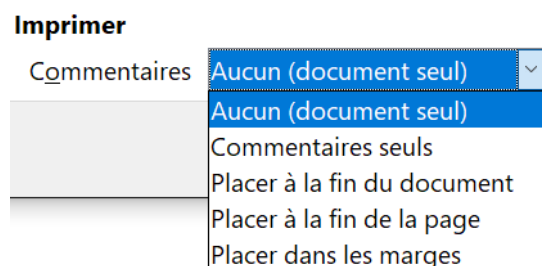 Imprimer
Commentaires Aucun (document seul)
Aucun (document seul)
Commentaires seuls
Placer à la fin du document
Placer à la fin de la page
Placer dans les marges